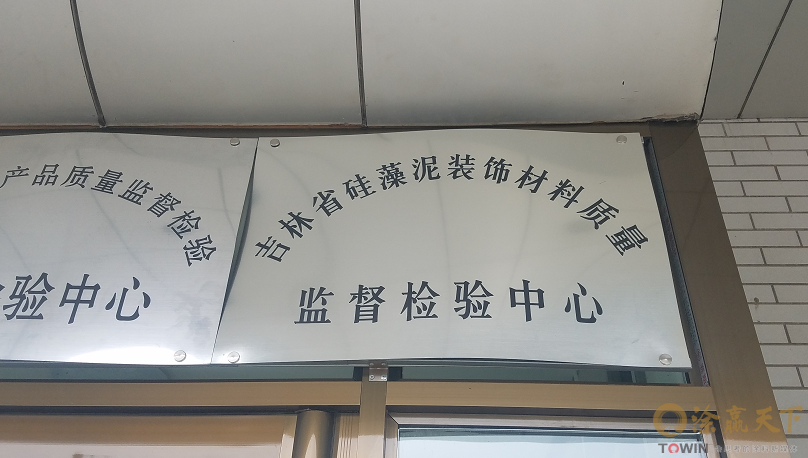 产品质量监督检验
验中心
吉林省硅藻泥装饰材料质量
监督检验中心
涂赢天下
TOWIN